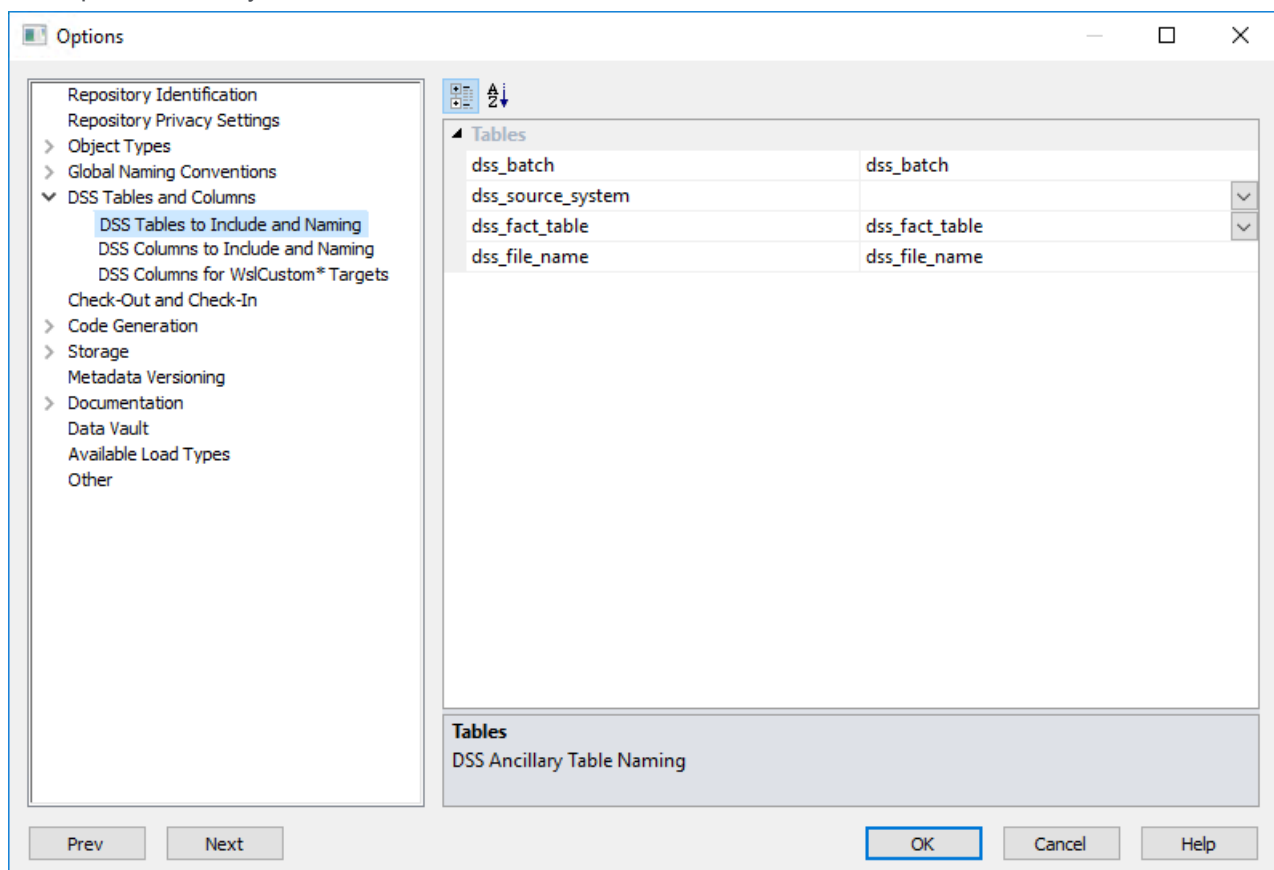 Options
Repository Identification
Repository Privacy Settings
Object Types
Global Naming Conventions
DSS Tables and Columns
DSS Tables to Include and Naming
DSS Columns to Include and Naming
DSS Columns for WslCustom* Targets
Check-Out and Check-In
Code Generation
Storage
Metadata Versioning
Documentation
Data Vault
Available Load Types
Other
Tables
dss_batch dss_batch
dss_source_system
dss_fact_table dss_fact_table
dss_file_name dss_file_name
Tables
DSS Ancillary Table Naming
Prev Next OK Cancel Help